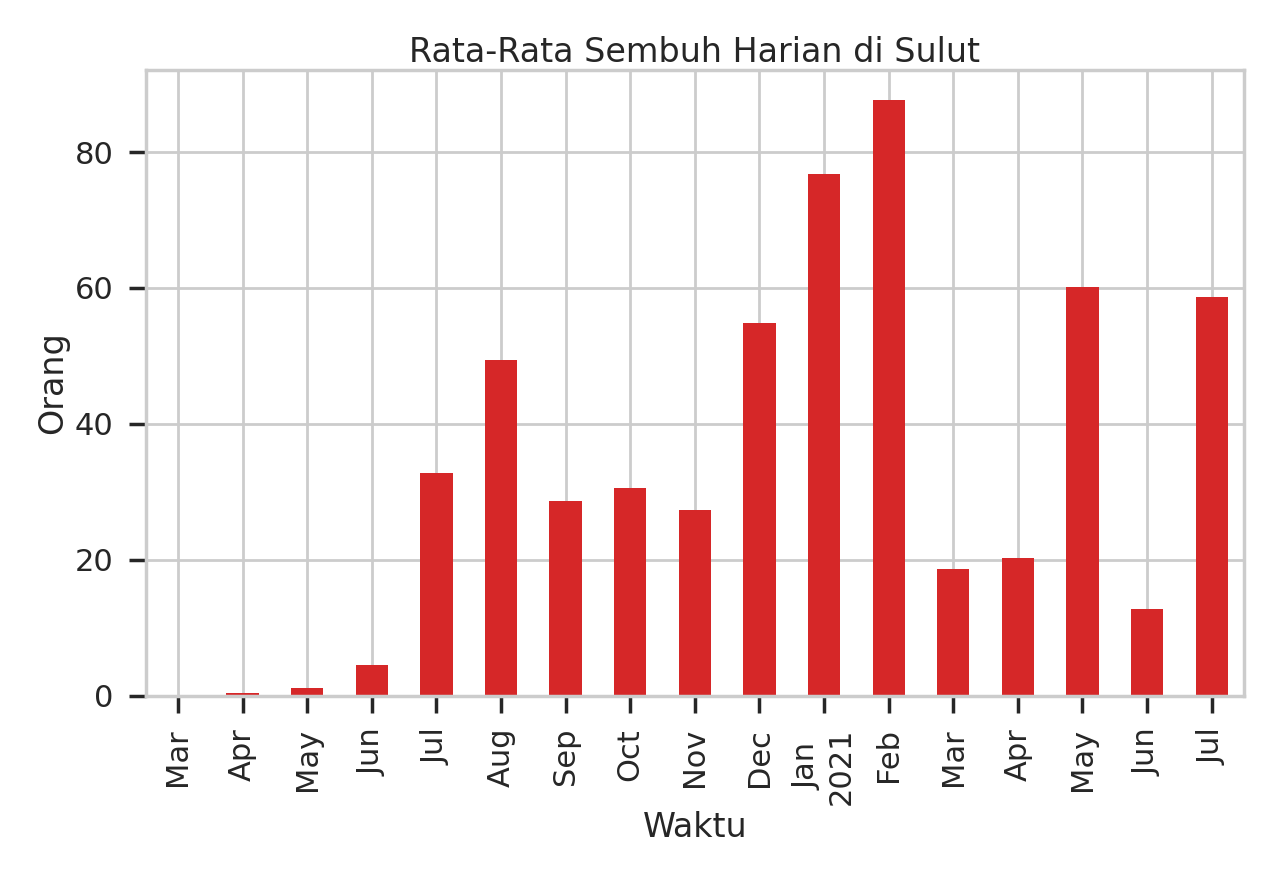 Rata-Rata Sembuh Harian di Sulut
Orang
80
60
40
20
0
Mar
Apr
May
Jun
Jul
Aug
Sep
Oct
Nov
Dec
Jan
2021
Feb
Mar
Apr
May
Jun
Jul
Waktu